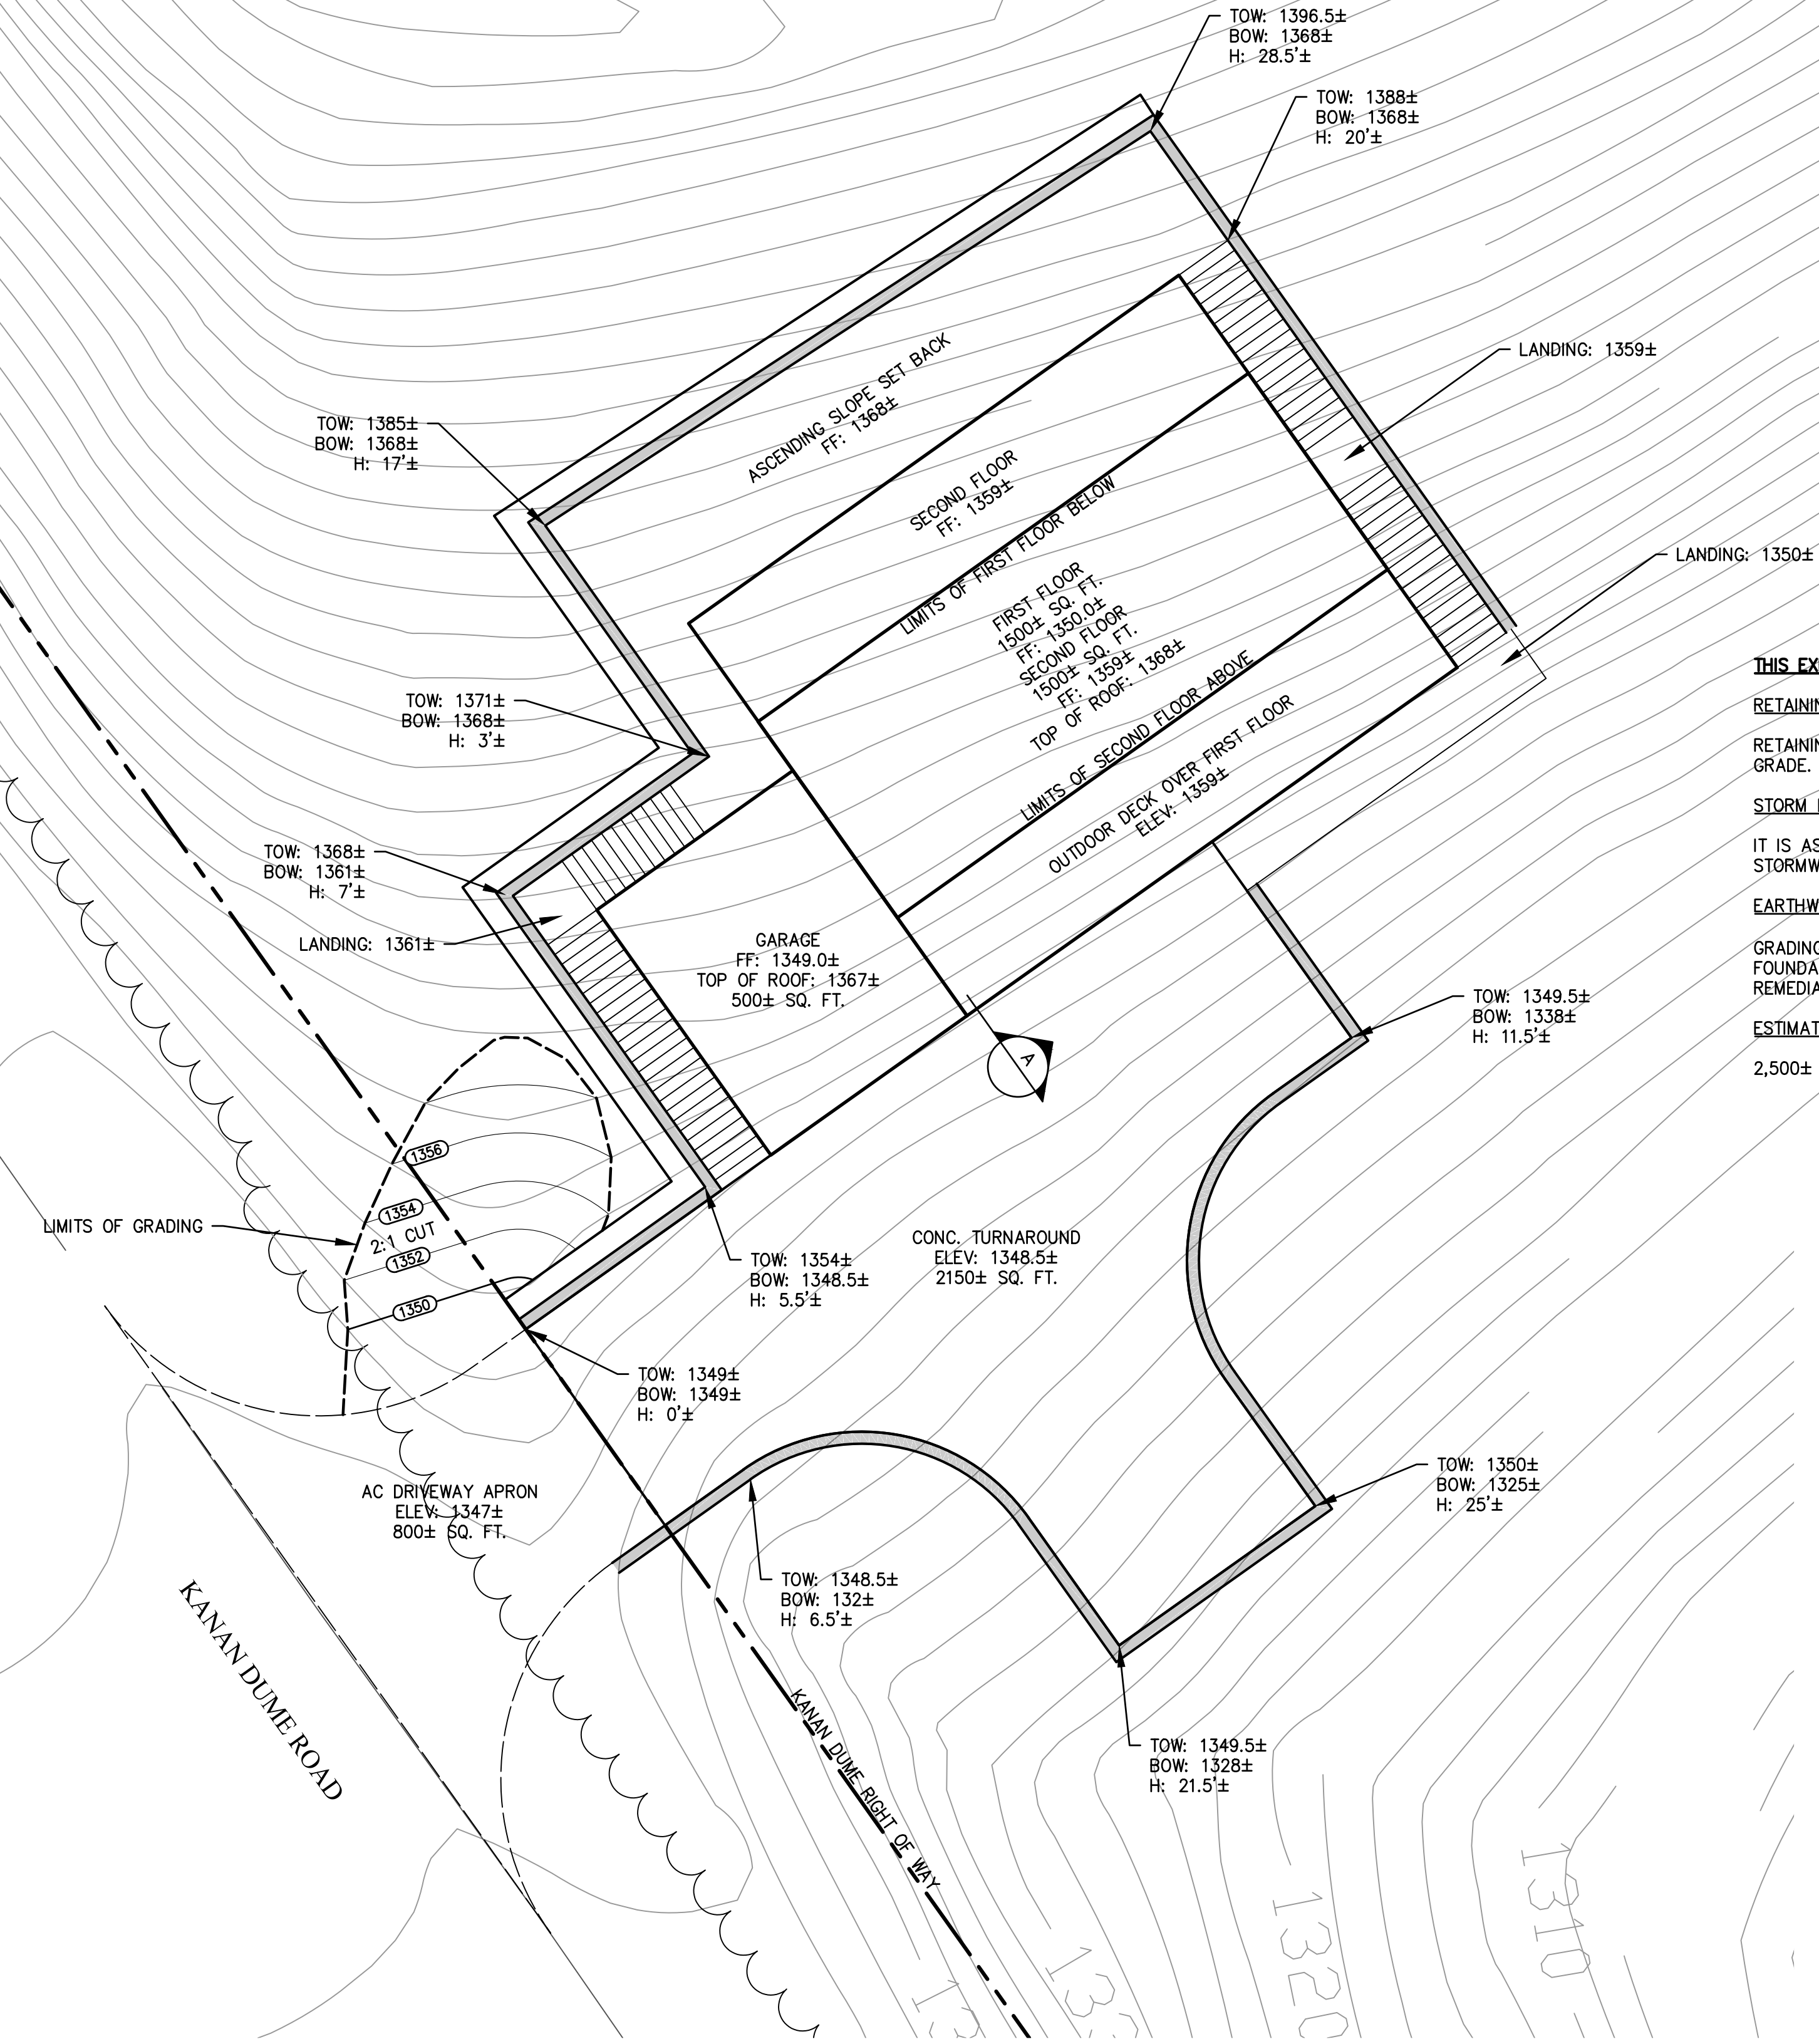 TOW: 1396.5±
BOW: 1368±
H: 28.5'±
TOW: 1388±
BOW: 1368±
H: 20'±
LANDING: 1359±
LANDING: 1350±
TOW: 1385±
BOW: 1368±
H: 17'±
ASCENDING SLOPE SET BACK
FF: 1368±
SECOND FLOOR
FF: 1359±
LIMITS OF FIRST FLOOR BELOW
FIRST FLOOR
1500± SQ. FT.
FF: 1350.0±
SECOND FLOOR
1500± SQ. FT.
FF: 1359±
TOP OF ROOF: 1368±
LIMITS OF SECOND FLOOR ABOVE
OUTDOOR DECK OVER FIRST FLOOR
ELEV: 1359±
TOW: 1371±
BOW: 1368±
H: 3'±
TOW: 1368±
BOW: 1361±
H: 7'±
LANDING: 1361±
GARAGE
FF: 1349.0±
TOP OF ROOF: 1367±
500± SQ. FT.
A
THIS EX
RETAININ
RETAININ
GRADE.
STORM
IT IS AS
STORMW
EARTHW
GRADING
FOUNDA
REMEDIA
ESTIMAT
2,500±
TOW: 1349.5±
BOW: 1338±
H: 11.5'±
1356
1354
2:1 CUT
1352
1350
LIMITS OF GRADING
TOW: 1354±
BOW: 1348.5±
H: 5.5'±
CONC. TURNAROUND
ELEV: 1348.5±
2150± SQ. FT.
TOW: 1349±
BOW: 1349±
H: 0'±
AC DRIVEWAY APRON
ELEV: 1347±
800± SQ. FT.
TOW: 1350±
BOW: 1325±
H: 25'±
TOW: 1348.5±
BOW: 132±
H: 6.5'±
TOW: 1349.5±
BOW: 1328±
H: 21.5'±
KANAN DUME ROAD
KANAN DUME RIGHT OF WAY
1320
1310